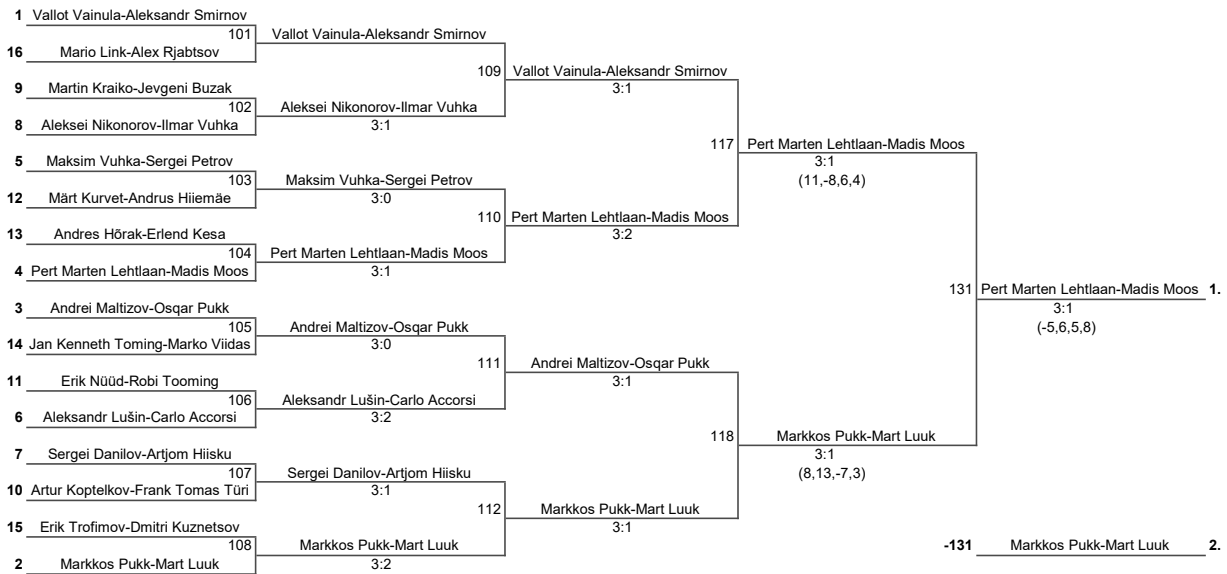 1 Vallot Vainula-Aleksandr Smirnov
101 Vallot Vainula-Aleksandr Smirnov
16 Mario Link-Alex Rjabtsov
109 Vallot Vainula-Aleksandr Smirnov
9 Martin Kraiko-Jevgeni Buzak 3:1
102 Aleksei Nikonorov-Ilmar Vuhka
8 Aleksei Nikonorov-Ilmar Vuhka 3:1
117 Pert Marten Lehtlaan-Madis Moos
5 Maksim Vuhka-Sergei Petrov 3:1
103 Maksim Vuhka-Sergei Petrov (11,-8,6,4)
12 Märt Kurvet-Andrus Hiiemäe 3:0
110 Pert Marten Lehtlaan-Madis Moos
13 Andres Hõrak-Erlend Kesa 3:2
104 Pert Marten Lehtlaan-Madis Moos
4 Pert Marten Lehtlaan-Madis Moos 3:1
131 Pert Marten Lehtlaan-Madis Moos 1.
3 Andrei Maltizov-Osqar Pukk 3:1
105 Andrei Maltizov-Osqar Pukk (-5,6,5,8)
14 Jan Kenneth Toming-Marko Viidas 3:0
111 Andrei Maltizov-Osqar Pukk
11 Erik Nüüd-Robi Tooming 3:1
106 Aleksandr Lušin-Carlo Accorsi
6 Aleksandr Lušin-Carlo Accorsi 3:2
118 Markkos Pukk-Mart Luuk
7 Sergei Danilov-Artjom Hiisku 3:1
107 Sergei Danilov-Artjom Hiisku (8,13,-7,3)
10 Artur Koptelkov-Frank Tomas Türi 3:1
112 Markkos Pukk-Mart Luuk
15 Erik Trofimov-Dmitri Kuznetsov 3:1
108 Markkos Pukk-Mart Luuk -131 Markkos Pukk-Mart Luuk 2.
2 Markkos Pukk-Mart Luuk 3:2